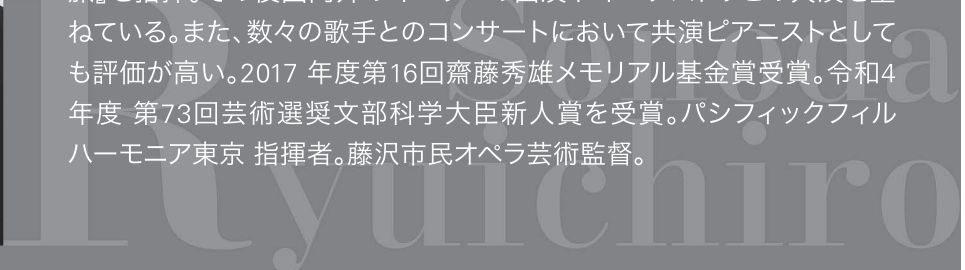 Sonoda
ねている。また、数々の歌手とのコンサートにおいて共演ピアニストとして
も評価が高い。2017 年度第16回齋藤秀雄メモリアル基金賞受賞。令和4
年度 第73回芸術選奨文部科学大臣新人賞を受賞。パシフィックフィル
ハーモニア東京 指揮者。藤沢市民オペラ芸術監督。
Ryuichiro